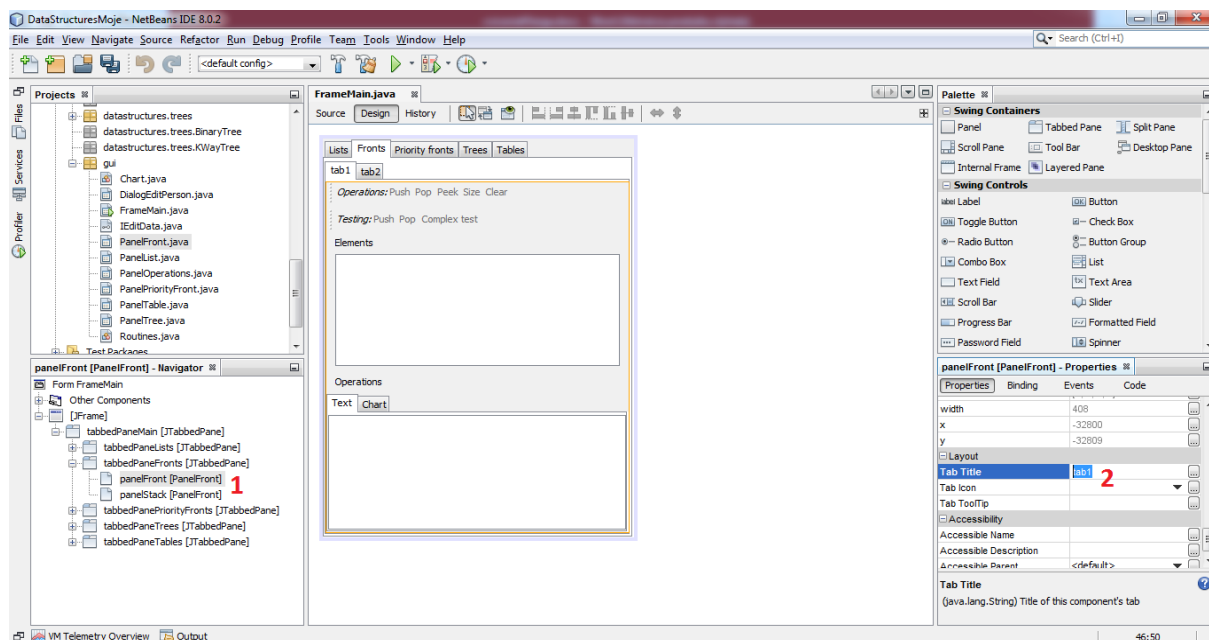 DataStructuresMoje - NetBeans IDE 8.0.2
File Edit View Navigate Source Refactor Run Debug Profile Team Tools Window Help
Search (Ctrl+I)
<default config>
Files
Services
Profiler
Projects
datastructures.trees
datastructures.trees.BinaryTree
datastructures.trees.KWayTree
gui
Chart.java
DialogEditPerson.java
FrameMain.java
IEditData.java
PanelFront.java
PanelList.java
PanelOperations.java
PanelPriorityFront.java
PanelTable.java
PanelTree.java
Routines.java
Test Packages
panelFront [PanelFront] - Navigator
Form FrameMain
Other Components
[JFrame]
tabbedPaneMain [JTabbedPane]
tabbedPaneLists [JTabbedPane]
tabbedPaneFronts [JTabbedPane]
panelFront [PanelFront]
1
panelStack [PanelFront]
tabbedPanePriorityFronts [JTabbedPane]
tabbedPaneTrees [JTabbedPane]
tabbedPaneTables [JTabbedPane]
FrameMain.java
Source Design History
Lists Fronts Priority fronts Trees Tables
tab1 tab2
Operations: Push Pop Peek Size Clear
Testing: Push Pop Complex test
Elements
Operations
Text Chart
Palette
Swing Containers
Panel Tabbed Pane Split Pane
Scroll Pane Tool Bar Desktop Pane
Internal Frame Layered Pane
Swing Controls
label Label OK Button
ON Toggle Button Check Box
Radio Button Button Group
Combo Box List
Text Field Text Area
Scroll Bar Slider
Progress Bar Formatted Field
Password Field Spinner
panelFront [PanelFront] - Properties
Properties Binding Events Code
width 408
x -32800
y -32809
Layout
Tab Title tab1 2
Tab Icon
Tab ToolTip
Accessibility
Accessible Name
Accessible Description
Accessible Parent <default>
Tab Title
(java.lang.String) Title of this component's tab
VM Telemetry Overview Output
46:50